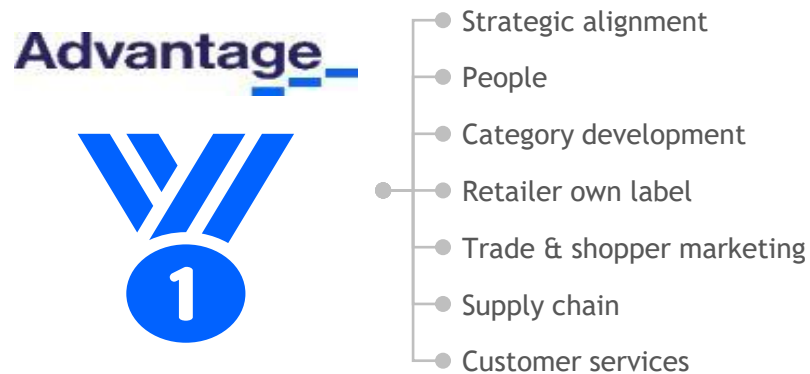 Advantage
1
Strategic alignment
People
Category development
Retailer own label
Trade & shopper marketing
Supply chain
Customer services